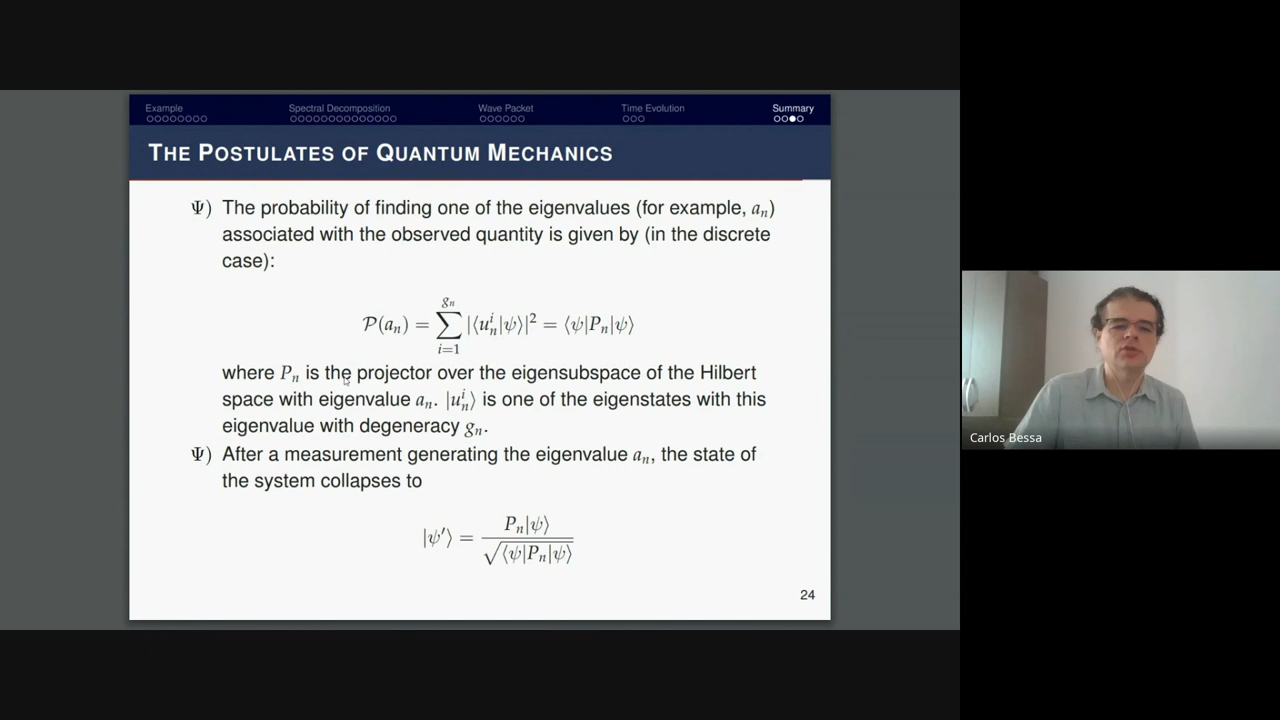 Example Spectral Decomposition Wave Packet Time Evolution Summary
THE POSTULATES OF QUANTUM MECHANICS
Ψ) The probability of finding one of the eigenvalues (for example, aₙ)
associated with the observed quantity is given by (in the discrete
case):
𝒫(aₙ) = ∑_{i=1}^{gₙ} |⟨uₙⁱ|ψ⟩|² = ⟨ψ|Pₙ|ψ⟩
where Pₙ is the projector over the eigensubspace of the Hilbert
space with eigenvalue aₙ. |uₙⁱ⟩ is one of the eigenstates with this
eigenvalue with degeneracy gₙ.
Ψ) After a measurement generating the eigenvalue aₙ, the state of
the system collapses to
|ψ′⟩ = Pₙ|ψ⟩ / √⟨ψ|Pₙ|ψ⟩
24
Carlos Bessa